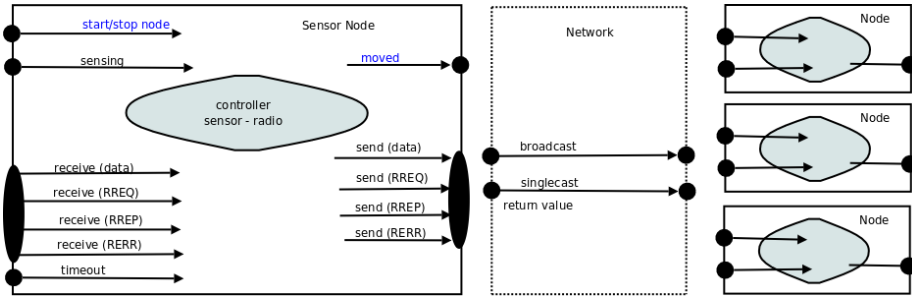 Sensor Node
start/stop node
sensing
moved
controller
sensor - radio
receive (data)
receive (RREQ)
receive (RREP)
receive (RERR)
timeout
send (data)
send (RREQ)
send (RREP)
send (RERR)
Network
broadcast
singlecast
return value
Node
Node
Node